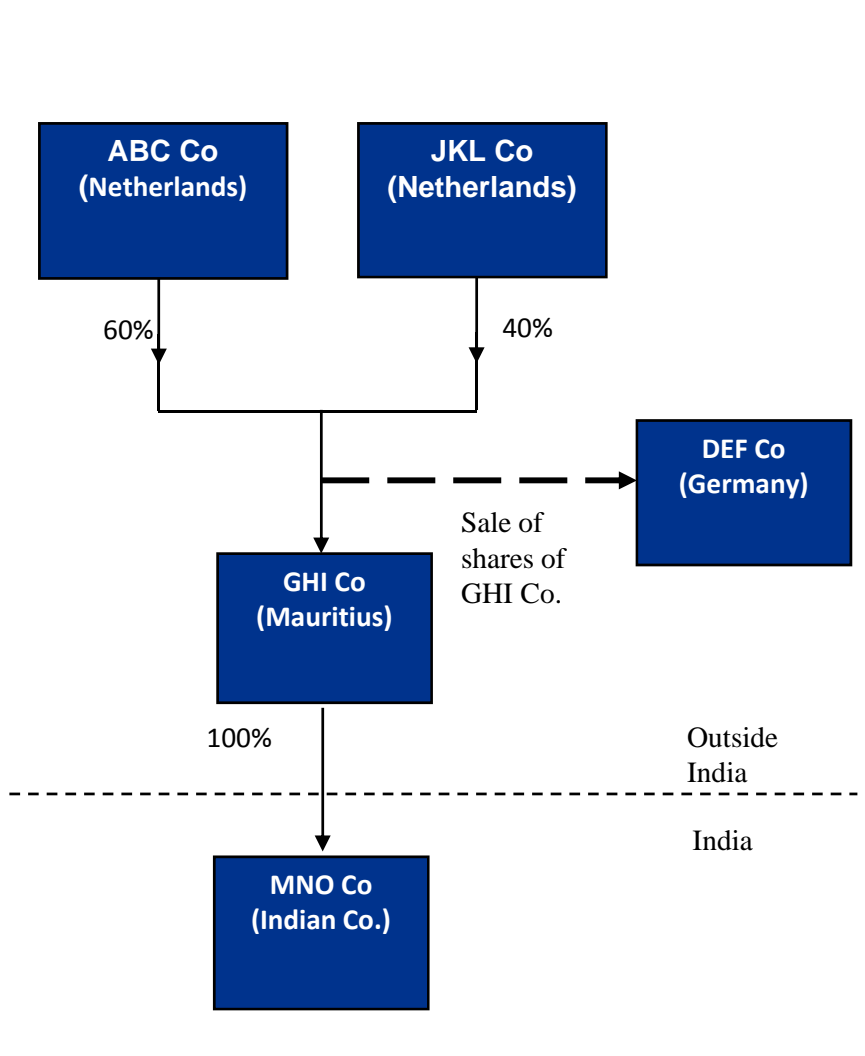 ABC Co
(Netherlands)
JKL Co
(Netherlands)
60%
40%
DEF Co
(Germany)
Sale of
shares of
GHI Co.
GHI Co
(Mauritius)
100%
Outside
India
India
MNO Co
(Indian Co.)